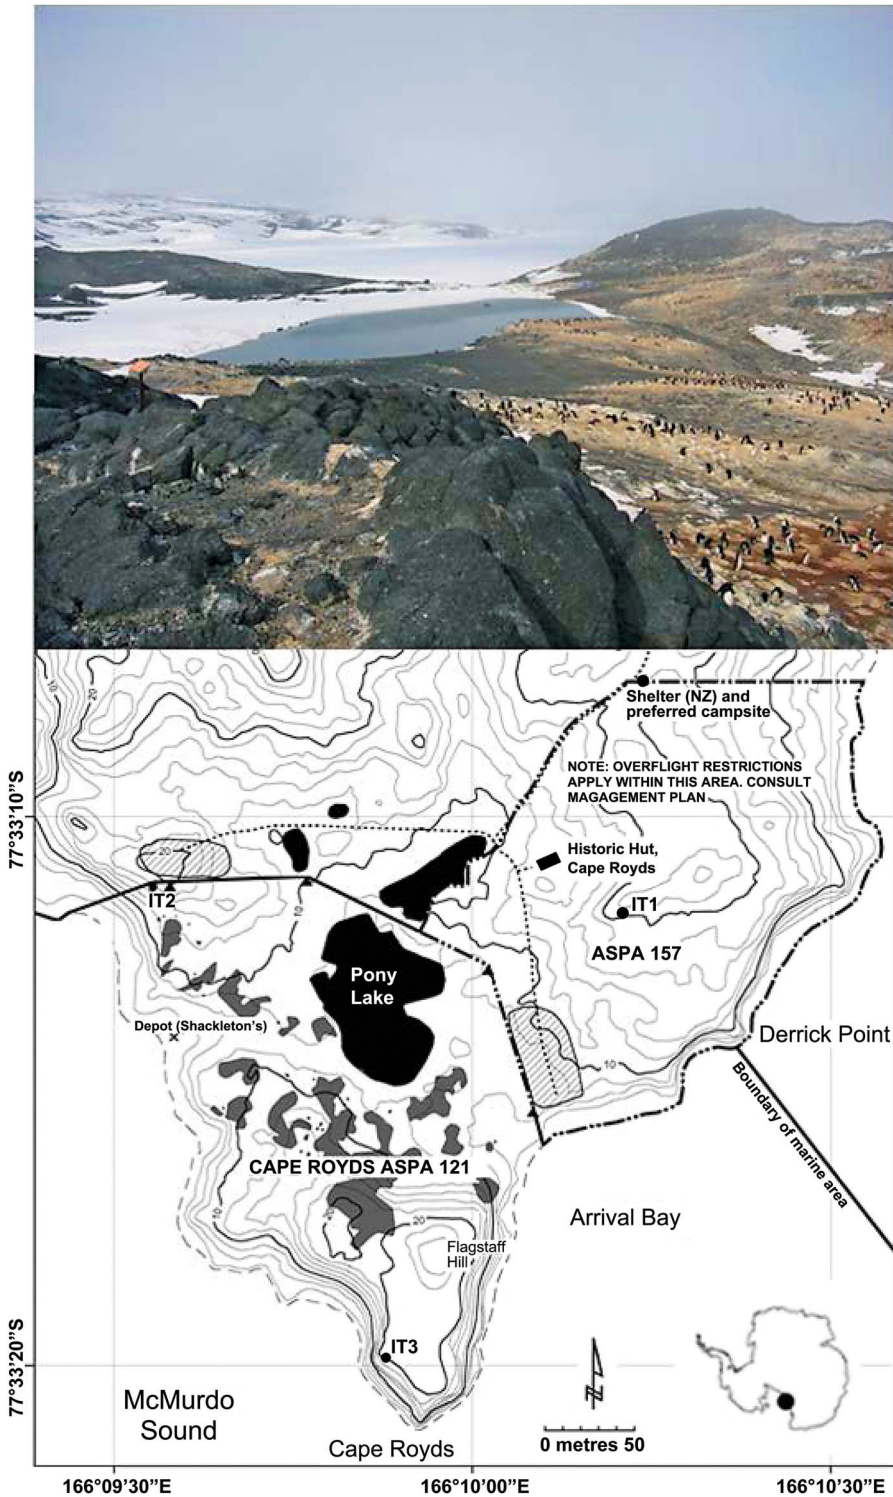 20
10
Shelter (NZ) and
preferred campsite
NOTE: OVERFLIGHT RESTRICTIONS
APPLY WITHIN THIS AREA. CONSULT
MAGAGEMENT PLAN
77°33'10”S
20
Historic Hut,
Cape Royds
IT2
IT1
10
ASPA 157
Pony
Lake
Depot (Shackleton's)
Derrick Point
10
Boundary of marine
area
CAPE ROYDS ASPA 121
10
20
20
Arrival Bay
Flagstaff
Hill
IT3
77°33'20”S
N
McMurdo
Sound
0 metres 50
Cape Royds
166°09'30”E
166°10'00”E
166°10'30”E